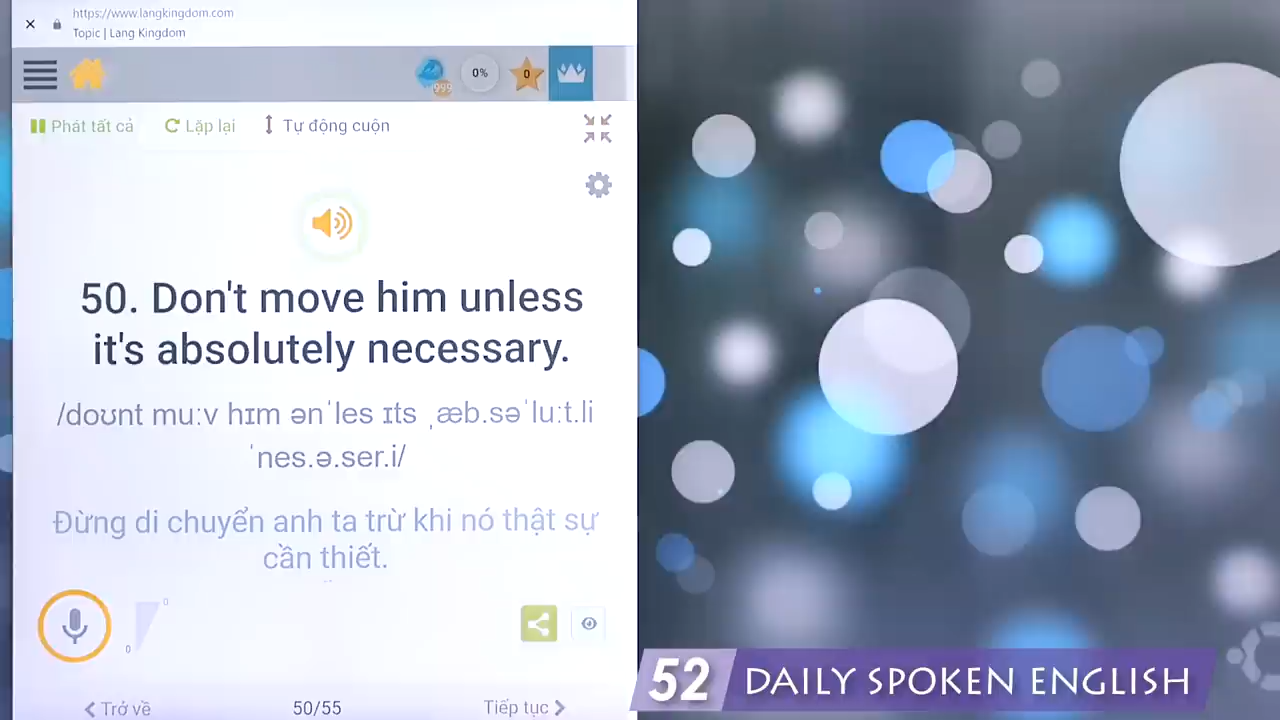 https://www.langkingdom.com
Topic | Lang Kingdom
999
0%
0
Phát tất cả
Lặp lại
Tự động cuộn
50. Don't move him unless
it's absolutely necessary.
/doʊnt muːv hɪm ənˈles ɪts ˌæb.səˈluːt.li
ˈnes.ə.ser.i/
Đừng di chuyển anh ta trừ khi nó thật sự
cần thiết.
0
0
Trở về
50/55
Tiếp tục
52 DAILY SPOKEN ENGLISH